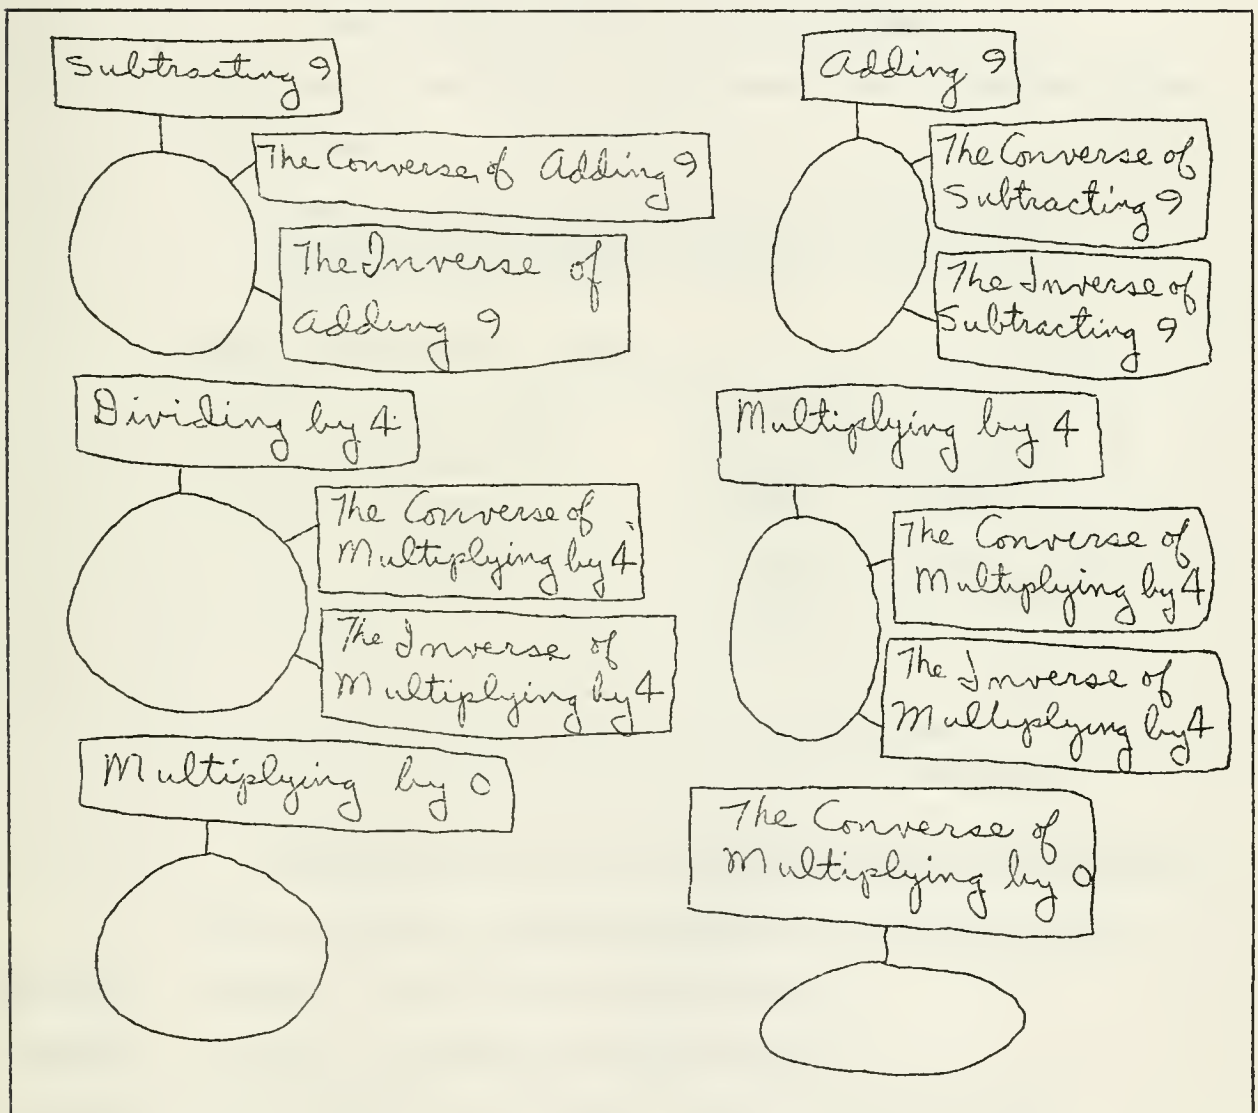 Subtracting 9
The Converse of Adding 9
The Inverse of
Adding 9
Adding 9
The Converse of
Subtracting 9
The Inverse of
Subtracting 9
Dividing by 4
The Converse of
Multiplying by 4
The Inverse of
Multiplying by 4
Multiplying by 4
The Converse of
Multiplying by 4
The Inverse of
Multiplying by 4
Multiplying by 0
The Converse of
Multiplying by 0